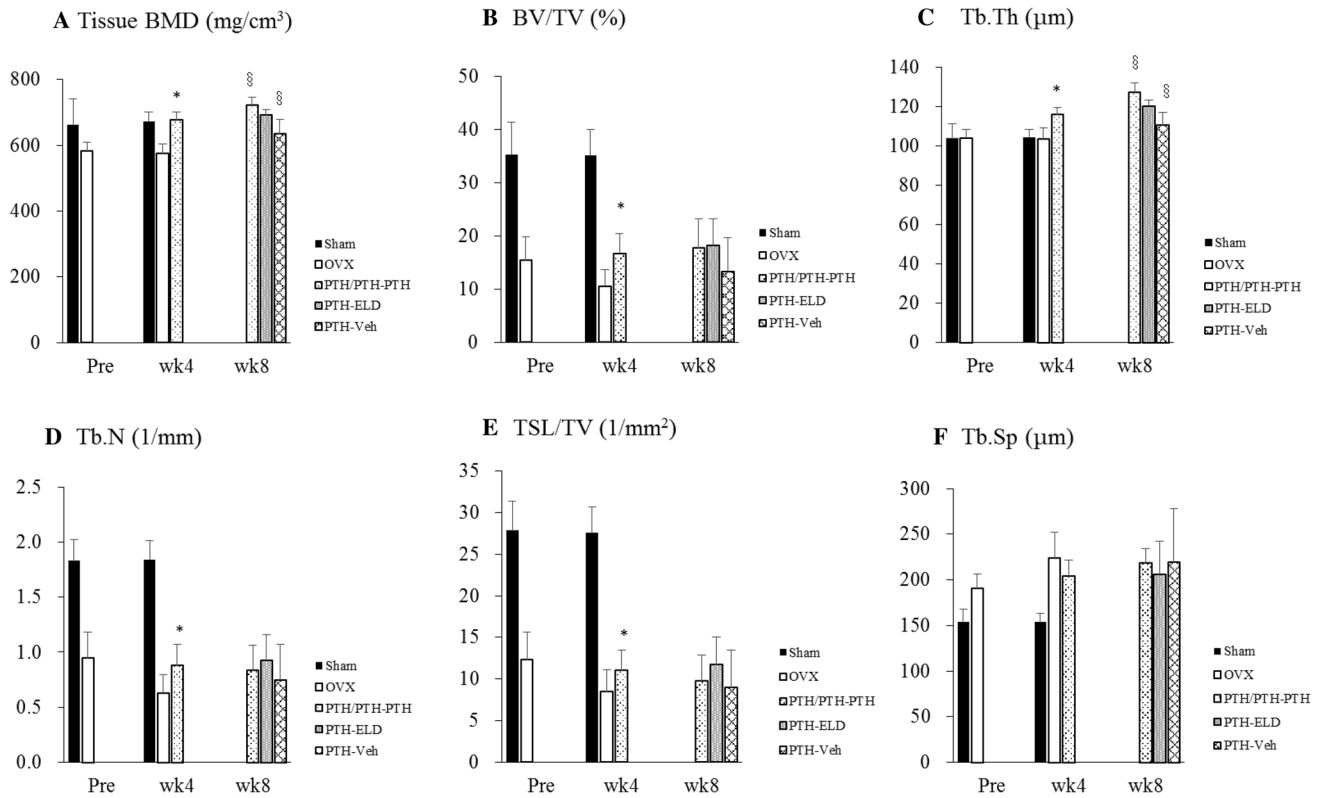 A Tissue BMD (mg/cm³)
800
600
400
200
0
*
§§
§§
Pre
wk4
wk8
Sham
OVX
PTH/PTH-PTH
PTH-ELD
PTH-Veh
B BV/TV (%)
50
40
30
20
10
0
*
Pre
wk4
wk8
Sham
OVX
PTH/PTH-PTH
PTH-ELD
PTH-Veh
C Tb.Th (µm)
140
120
100
80
60
40
20
0
*
§§
§§
Pre
wk4
wk8
Sham
OVX
PTH/PTH-PTH
PTH-ELD
PTH-Veh
D Tb.N (1/mm)
2.5
2.0
1.5
1.0
0.5
0.0
*
Pre
wk4
wk8
Sham
OVX
PTH/PTH-PTH
PTH-ELD
PTH-Veh
E TSL/TV (1/mm²)
35
30
25
20
15
10
5
0
*
Pre
wk4
wk8
Sham
OVX
PTH/PTH-PTH
PTH-ELD
PTH-Veh
F Tb.Sp (µm)
300
250
200
150
100
50
0
Pre
wk4
wk8
Sham
OVX
PTH/PTH-PTH
PTH-ELD
PTH-Veh